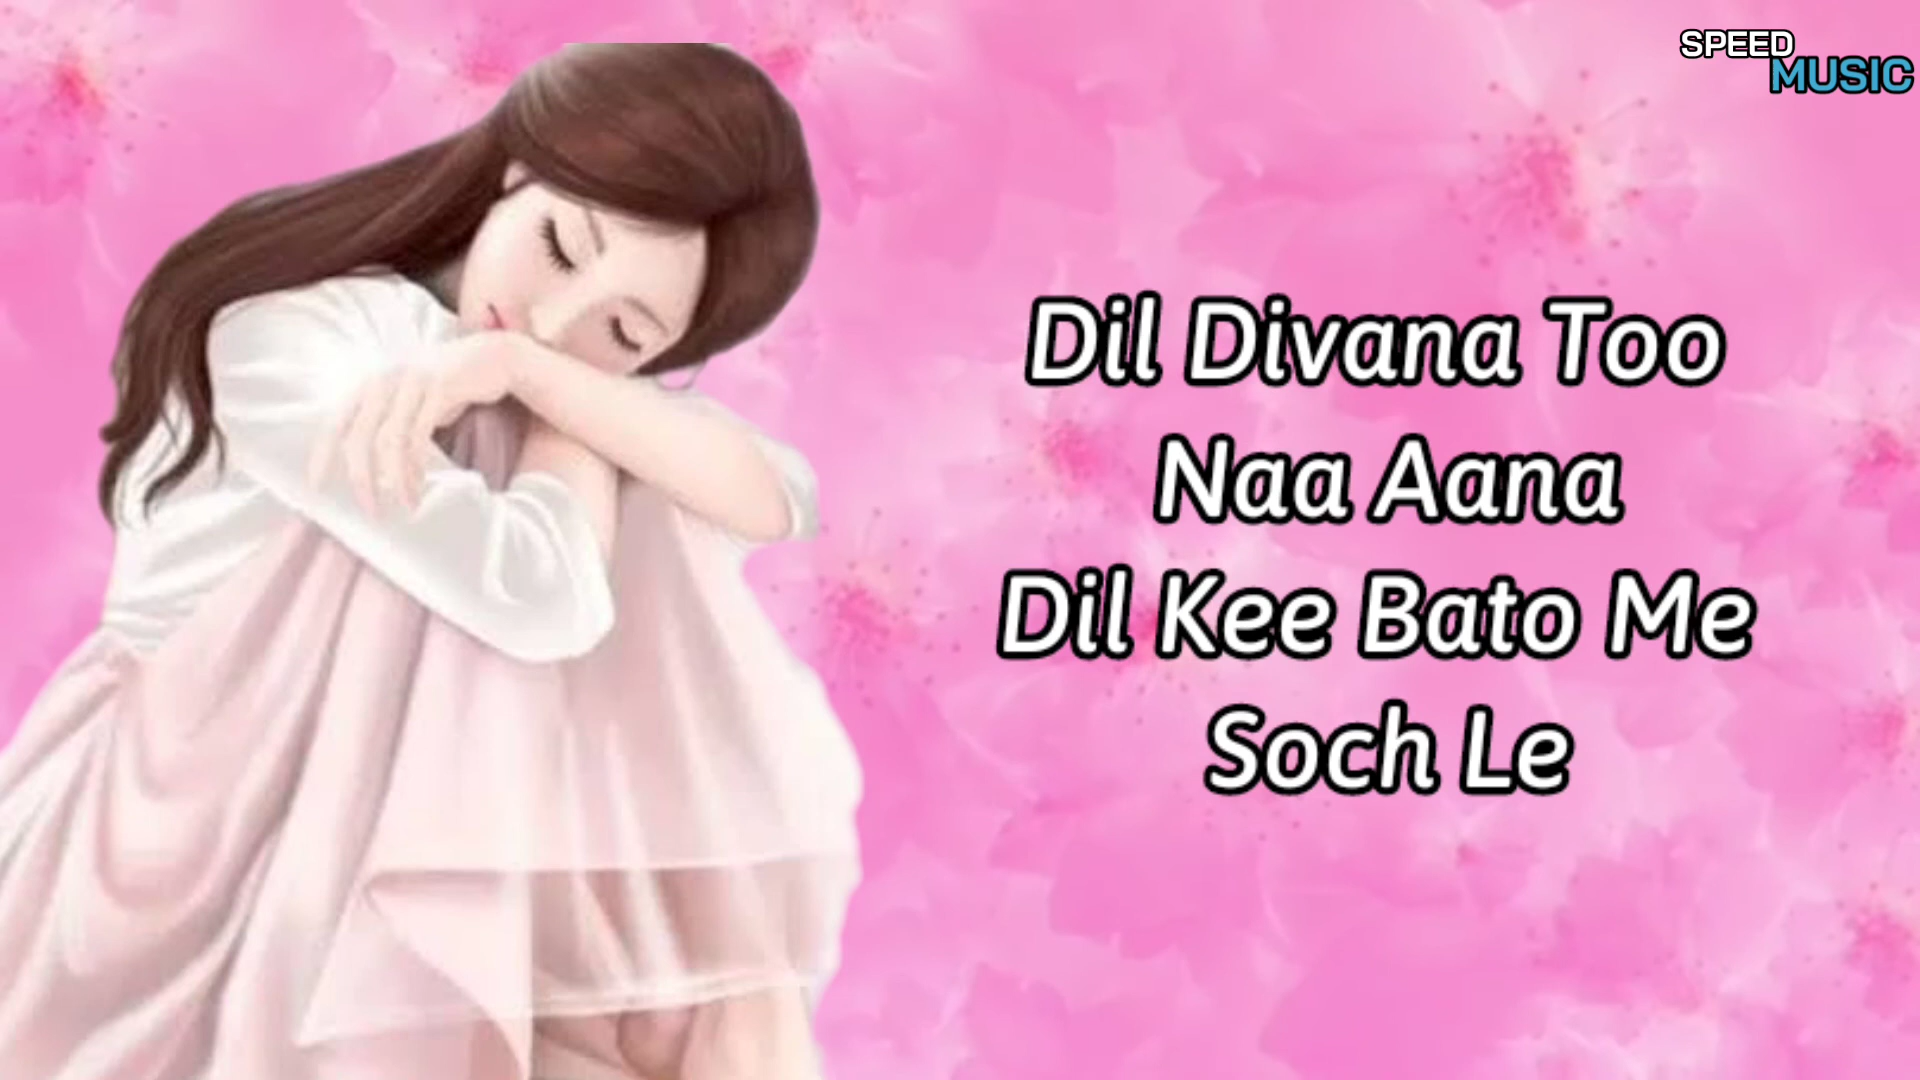 SPEED
MUSIC
Dil Divana Too
Naa Aana
Dil Kee Bato Me
Soch Le